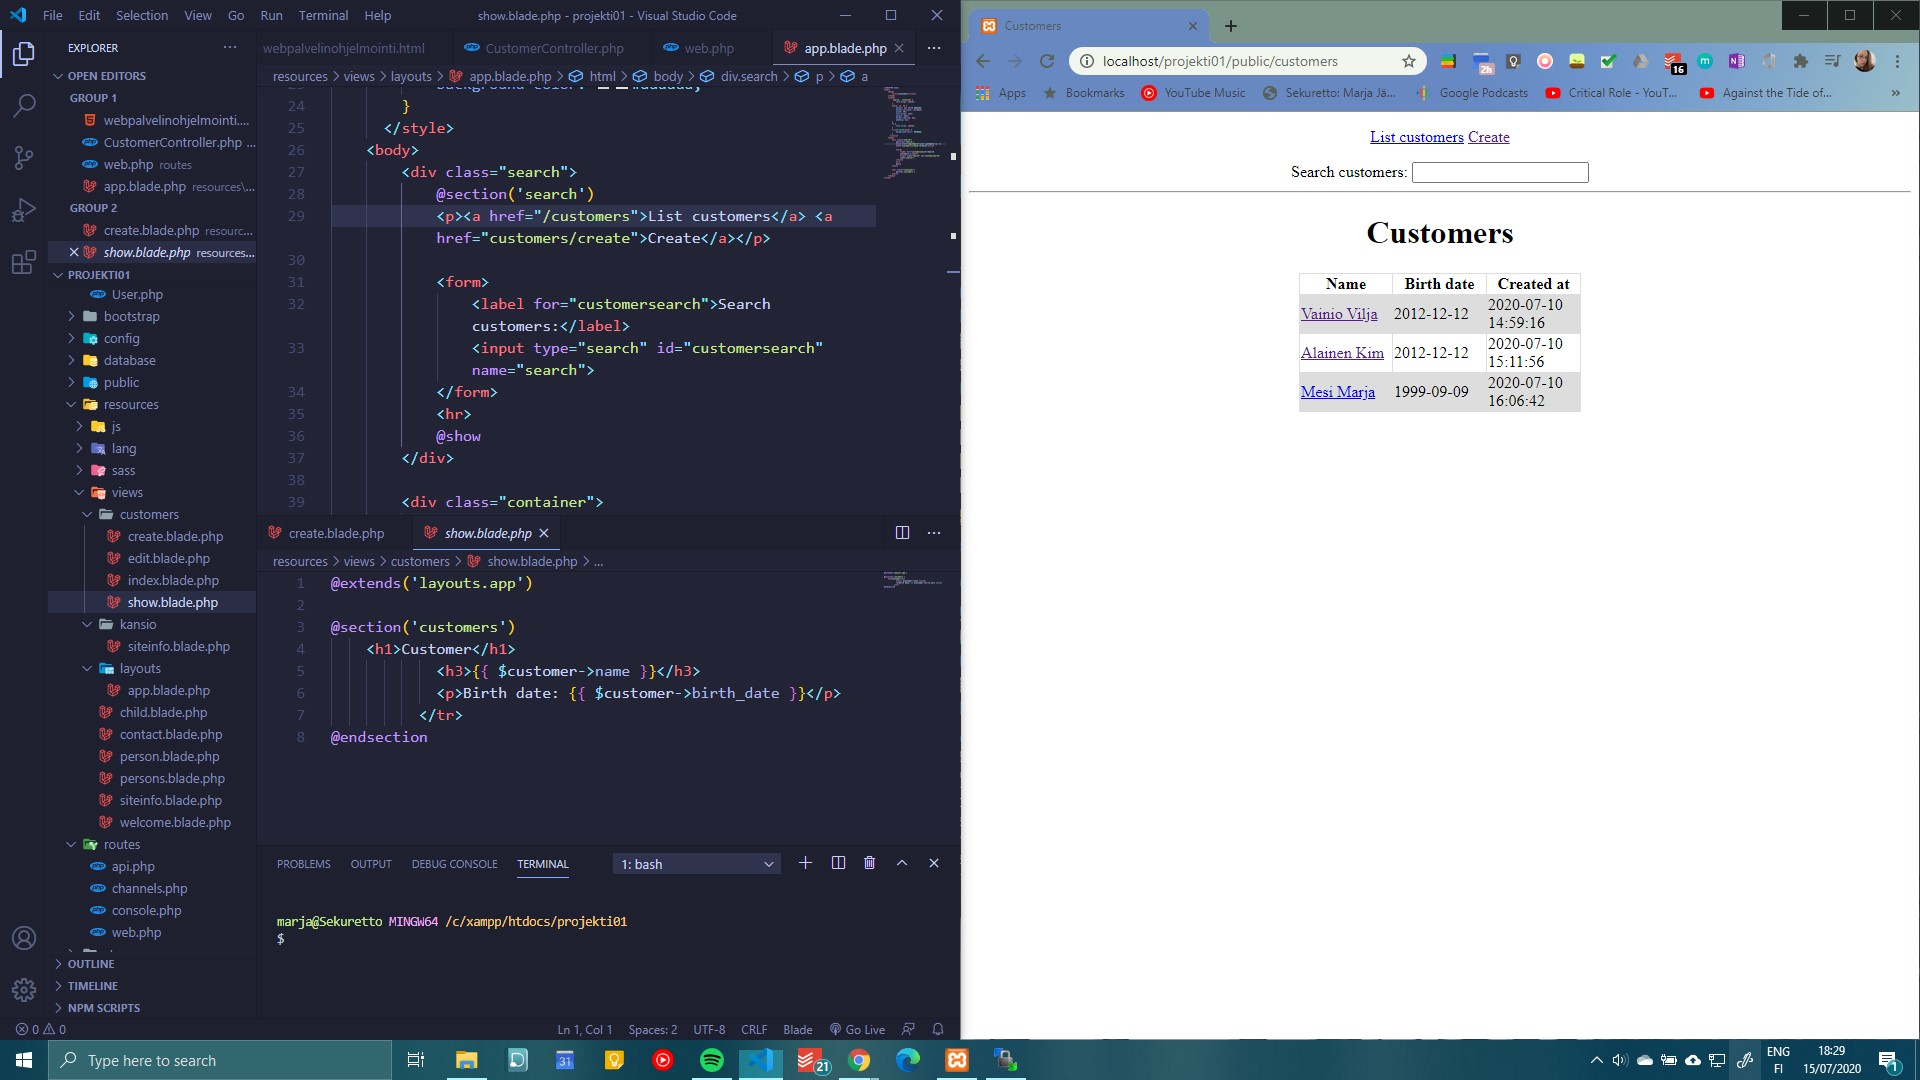 File Edit Selection View Go Run Terminal Help
show.blade.php - projekti01 - Visual Studio Code
EXPLORER
OPEN EDITORS
GROUP 1
webpalvelinohjelmointi....
CustomerController.php ...
web.php routes
app.blade.php resources\...
GROUP 2
create.blade.php resourc...
show.blade.php resources...
PROJEKTI01
User.php
bootstrap
config
database
public
resources
js
lang
sass
views
customers
create.blade.php
edit.blade.php
index.blade.php
show.blade.php
kansio
siteinfo.blade.php
layouts
app.blade.php
child.blade.php
contact.blade.php
person.blade.php
persons.blade.php
siteinfo.blade.php
welcome.blade.php
routes
api.php
channels.php
console.php
web.php
OUTLINE
TIMELINE
NPM SCRIPTS
webpalvelinohjelmointi.html CustomerController.php web.php app.blade.php
resources > views > layouts > app.blade.php > html > body > div.search > p > a
24 }
25 </style>
26 <body>
27 <div class="search">
28 @section('search')
29 <p><a href="/customers">List customers</a> <a
href="customers/create">Create</a></p>
30
31 <form>
32 <label for="customersearch">Search
customers:</label>
33 <input type="search" id="customersearch"
name="search">
34 </form>
35 <hr>
36 @show
37 </div>
38
39 <div class="container">
create.blade.php show.blade.php
resources > views > customers > show.blade.php > ...
1 @extends('layouts.app')
2
3 @section('customers')
4 <h1>Customer</h1>
5 <h3>{{ $customer->name }}</h3>
6 <p>Birth date: {{ $customer->birth_date }}</p>
7 </tr>
8 @endsection
PROBLEMS OUTPUT DEBUG CONSOLE TERMINAL 1: bash
marja@Sekuretto MINGW64 /c/xampp/htdocs/projekti01
$
0 0 Ln 1, Col 1 Spaces: 2 UTF-8 CRLF Blade Go Live
Customers
localhost/projekti01/public/customers
2h 16
Apps Bookmarks YouTube Music Sekuretto: Marja Jä... Google Podcasts Critical Role - YouT... Against the Tide of...
List customers Create
Search customers:
Customers
Name Birth date Created at
Vainio Vilja 2012-12-12 2020-07-10 14:59:16
Alainen Kim 2012-12-12 2020-07-10 15:11:56
Mesi Marja 1999-09-09 2020-07-10 16:06:42
Type here to search
31
21
ENG
FI
18:29
15/07/2020
1